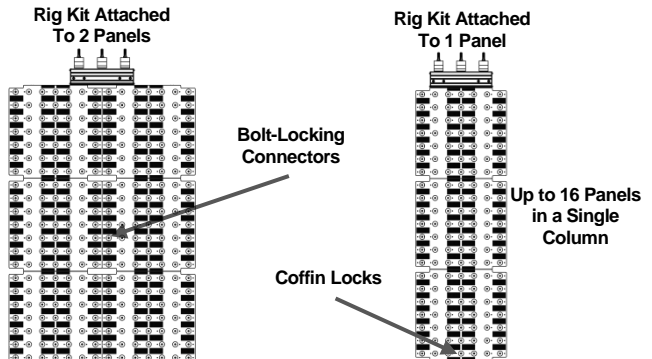 Rig Kit Attached
To 2 Panels
Rig Kit Attached
To 1 Panel
Bolt-Locking
Connectors
Up to 16 Panels
in a Single
Column
Coffin Locks